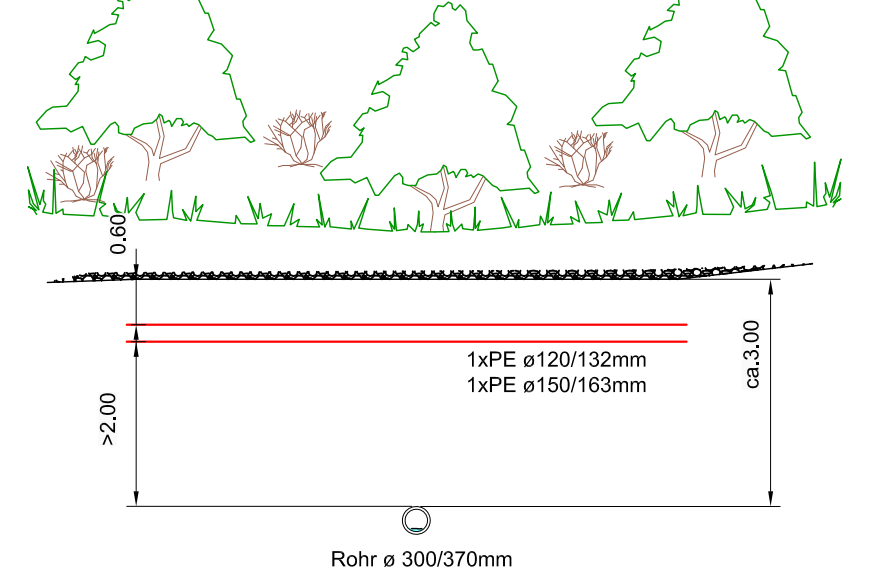 0.60
1xPE ø120/132mm
1xPE ø150/163mm
ca.3.00
>2.00
Rohr ø 300/370mm